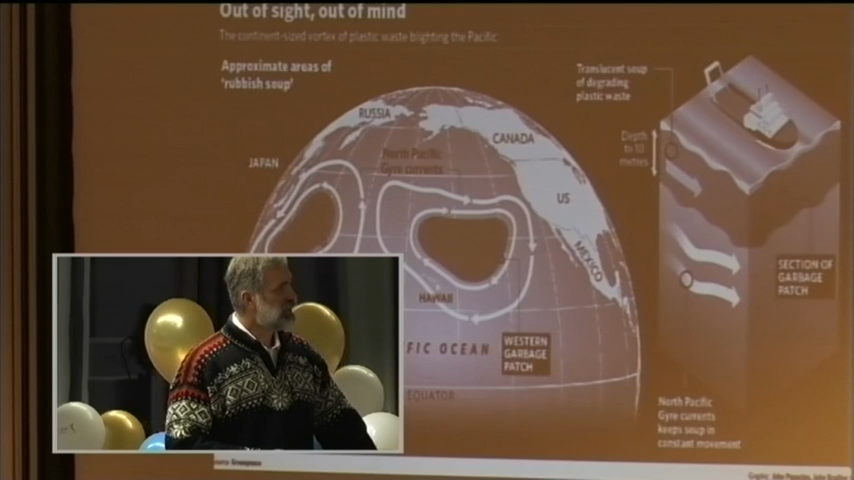 Out of sight, out of mind
The continent-sized vortex of plastic waste blighting the Pacific
Approximate areas of
'rubbish soup'
Translucent soup
of degrading
plastic waste
RUSSIA
CANADA
Depth
to 10
metres
JAPAN
North Pacific
Gyre currents
US
MEXICO
SECTION OF
GARBAGE
PATCH
HAWAII
WESTERN
GARBAGE
PATCH
FIC OCEAN
EQUATOR
North Pacific
Gyre currents
keeps soup in
constant movement
Greenpeace